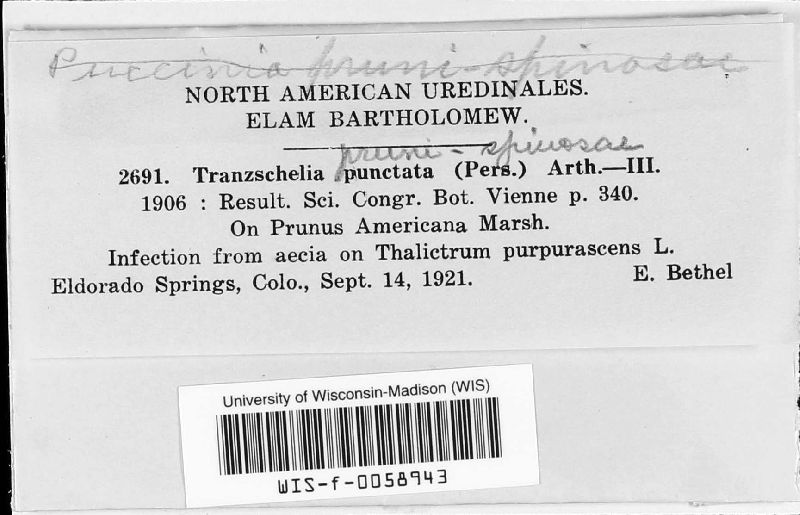 Puccinia pruni-spinosae
NORTH AMERICAN UREDINALES.
ELAM BARTHOLOMEW.
pruni - spinosae
2691. Tranzschelia punctata (Pers.) Arth.—III.
1906 : Result. Sci. Congr. Bot. Vienne p. 340.
On Prunus Americana Marsh.
Infection from aecia on Thalictrum purpurascens L.
Eldorado Springs, Colo., Sept. 14, 1921. E. Bethel
University of Wisconsin-Madison (WIS)
WIS-f-0058943